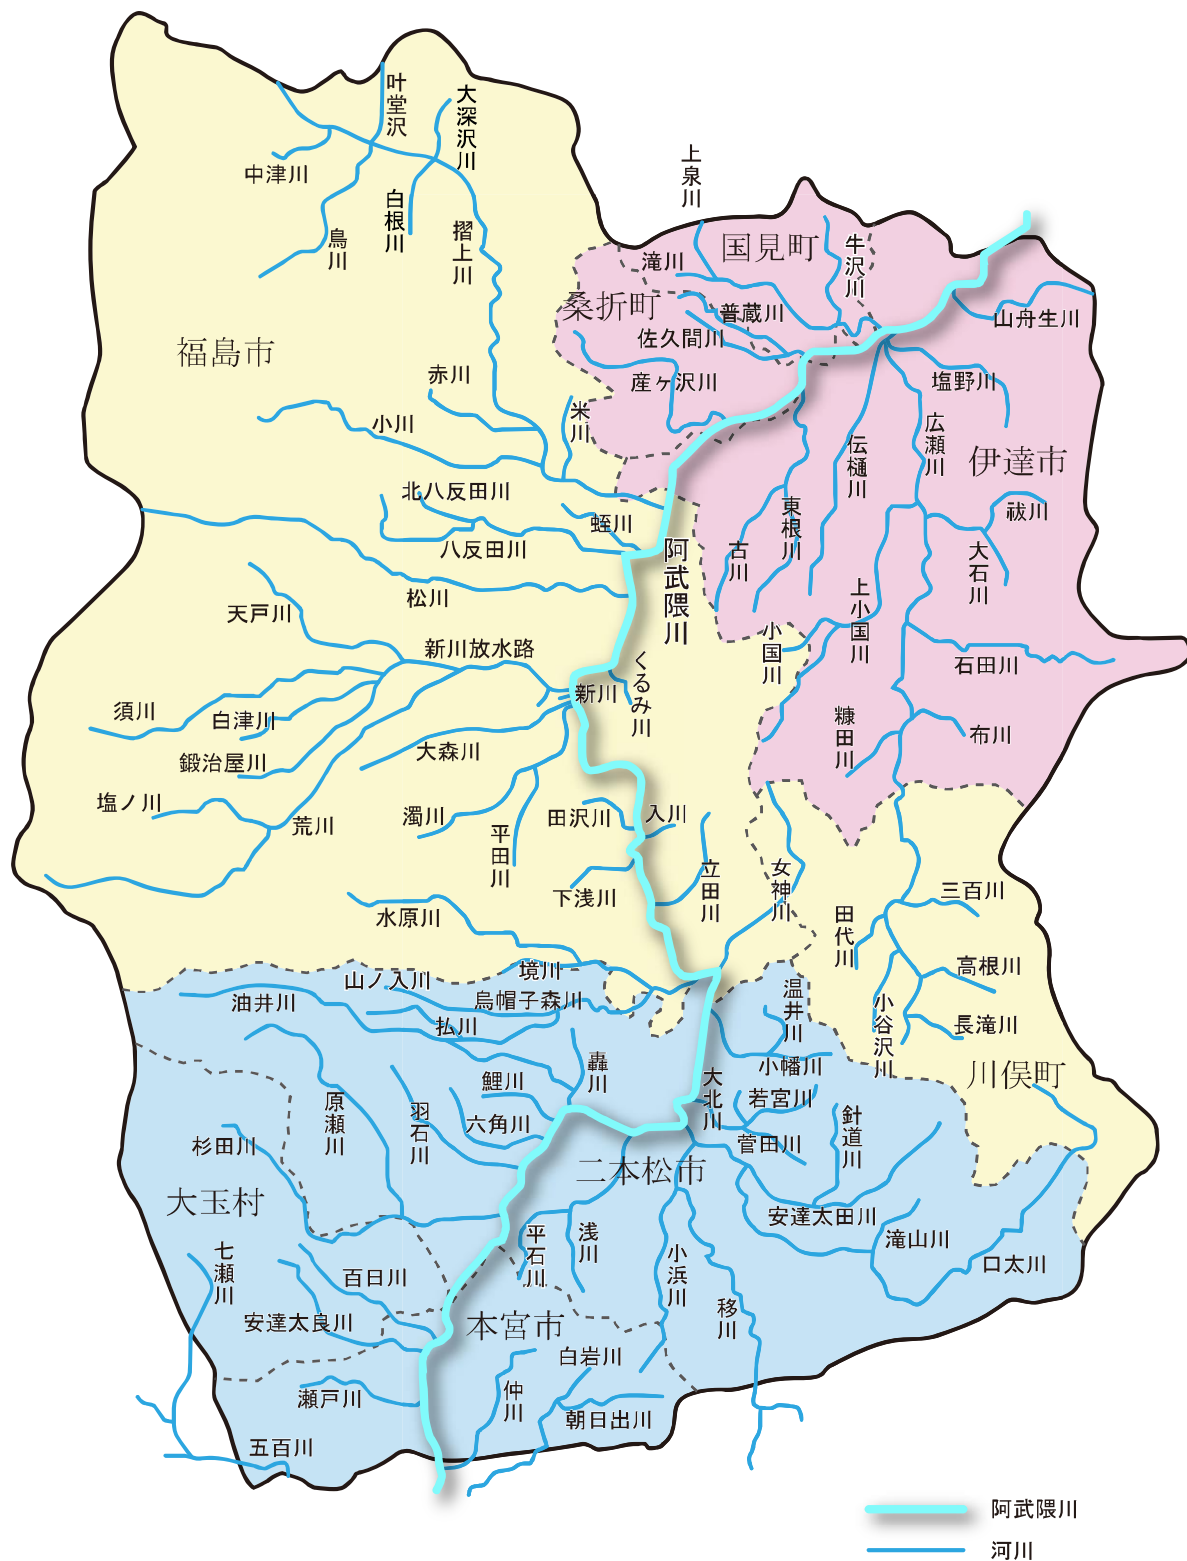 叶堂沢
大深沢川
中津川
白根川
鳥川
摺上川
上泉川
国見町
牛沢川
滝川
桑折町
普蔵川
山舟生川
佐久間川
福島市
産ヶ沢川
塩野川
赤川
米川
小川
広瀬川
伝樋川
伊達市
北八反田川
蛭川
東根川
祓川
八反田川
阿武隈川
古川
大石川
松川
上小国川
天戸川
小国川
新川放水路
くるみ川
石田川
新川
須川
白津川
糠田川
布川
大森川
鍛治屋川
塩ノ川
荒川
濁川
田沢川
入川
平田川
立田川
女神川
下浅川
三百川
水原川
田代川
境川
高根川
山ノ入川
烏帽子森川
温井川
油井川
小谷沢川
払川
長滝川
轟川
小幡川
川俣町
鯉川
大北川
若宮川
原瀬川
羽石川
六角川
針道川
杉田川
菅田川
二本松市
大玉村
安達太田川
平石川
浅川
滝山川
七瀬川
小浜川
口太川
百日川
移川
安達太良川
本宮市
白岩川
瀬戸川
仲川
朝日出川
五百川
阿武隈川
河川